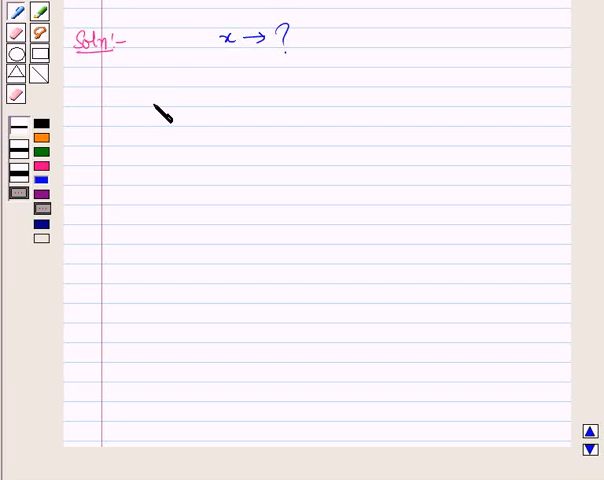 Soln:- x → ?